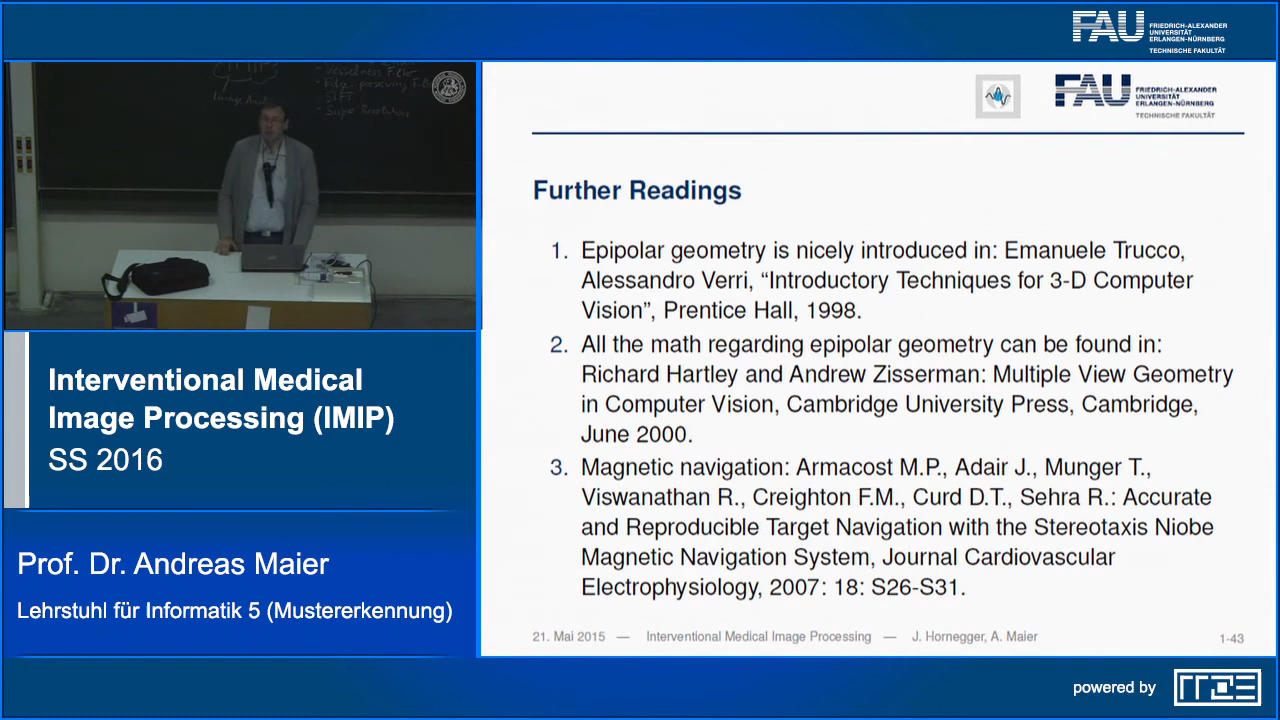 FAU
FRIEDRICH-ALEXANDER
UNIVERSITÄT
ERLANGEN-NÜRNBERG
TECHNISCHE FAKULTÄT
SIFT
FAU
FRIEDRICH-ALEXANDER
UNIVERSITÄT
ERLANGEN-NÜRNBERG
TECHNISCHE FAKULTÄT
Further Readings
1. Epipolar geometry is nicely introduced in: Emanuele Trucco,
Alessandro Verri, “Introductory Techniques for 3-D Computer
Vision”, Prentice Hall, 1998.
2. All the math regarding epipolar geometry can be found in:
Richard Hartley and Andrew Zisserman: Multiple View Geometry
in Computer Vision, Cambridge University Press, Cambridge,
June 2000.
3. Magnetic navigation: Armacost M.P., Adair J., Munger T.,
Viswanathan R., Creighton F.M., Curd D.T., Sehra R.: Accurate
and Reproducible Target Navigation with the Stereotaxis Niobe
Magnetic Navigation System, Journal Cardiovascular
Electrophysiology, 2007: 18: S26-S31.
21. Mai 2015 — Interventional Medical Image Processing — J. Hornegger, A. Maier
1-43
Interventional Medical
Image Processing (IMIP)
SS 2016
Prof. Dr. Andreas Maier
Lehrstuhl für Informatik 5 (Mustererkennung)
powered by